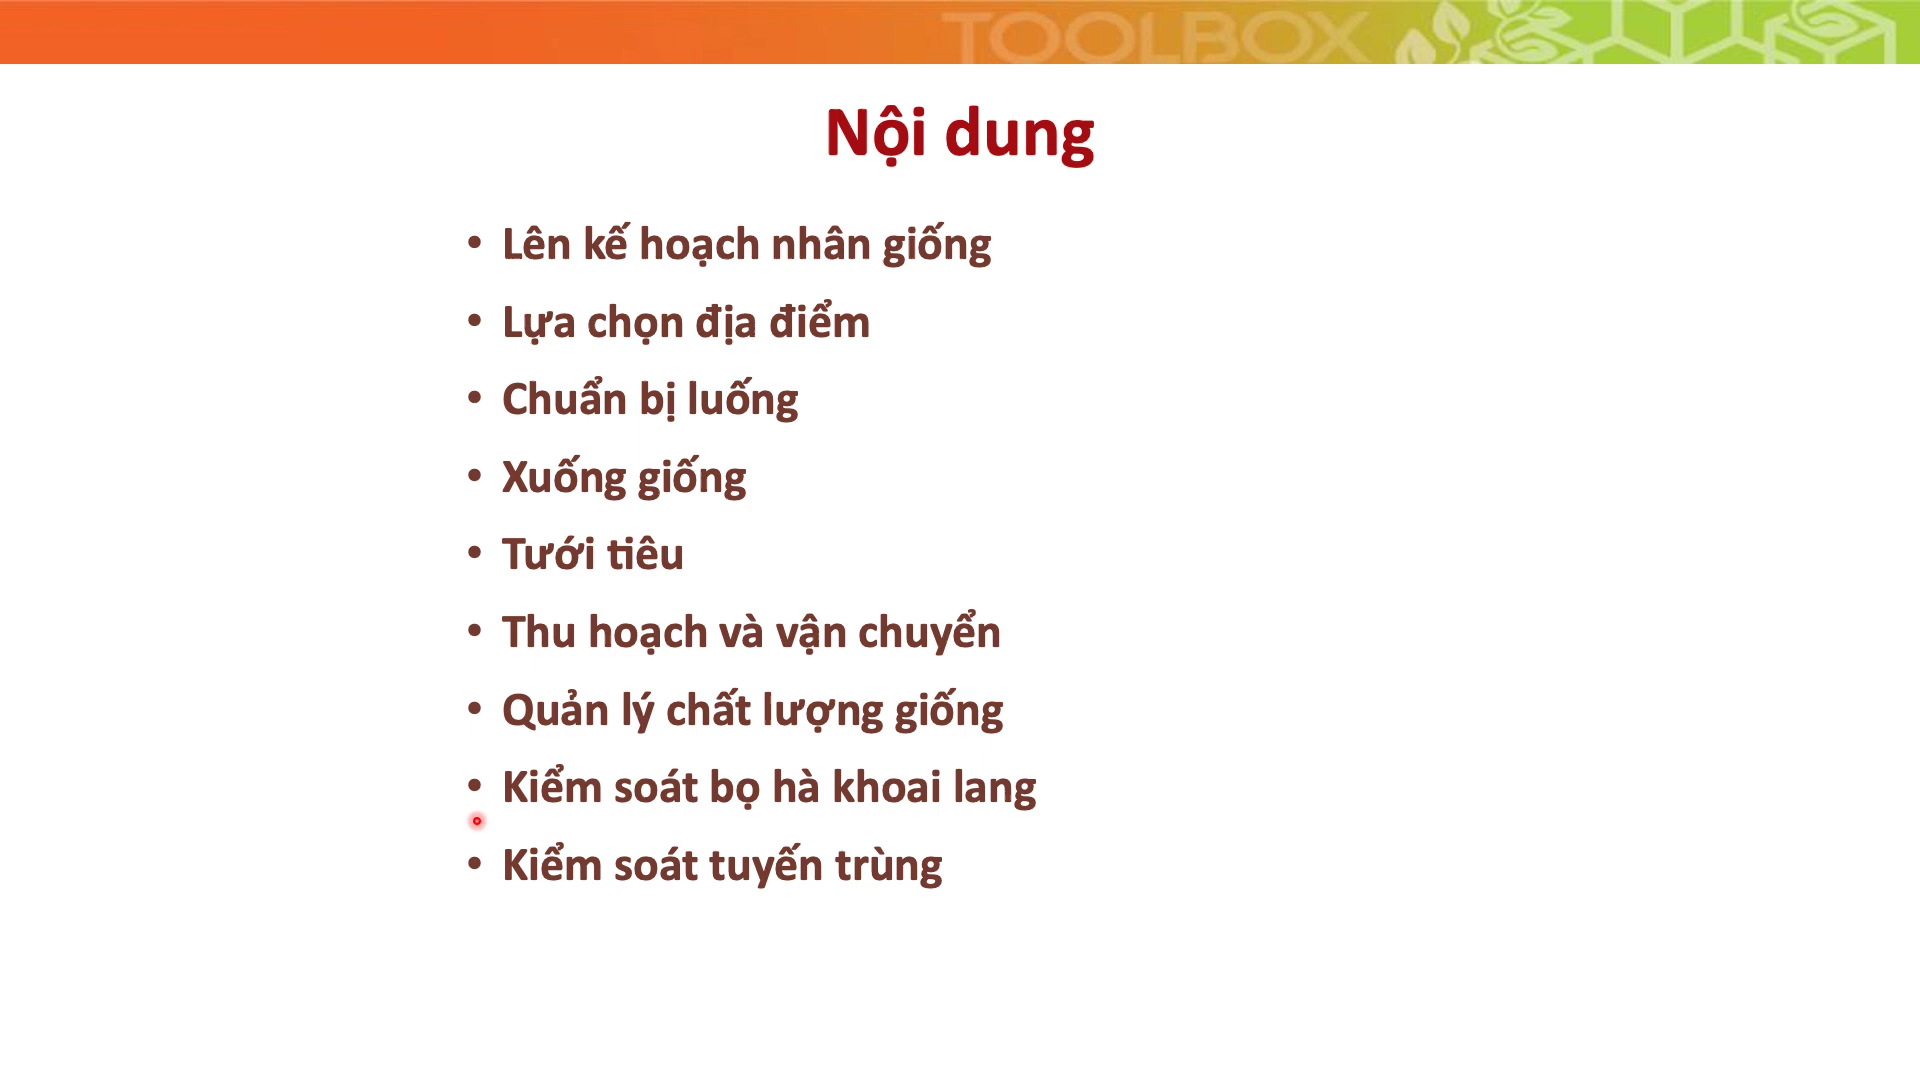 TOOLBOX
Nội dung
• Lên kế hoạch nhân giống
• Lựa chọn địa điểm
• Chuẩn bị luống
• Xuống giống
• Tưới tiêu
• Thu hoạch và vận chuyển
• Quản lý chất lượng giống
• Kiểm soát bọ hà khoai lang
• Kiểm soát tuyến trùng